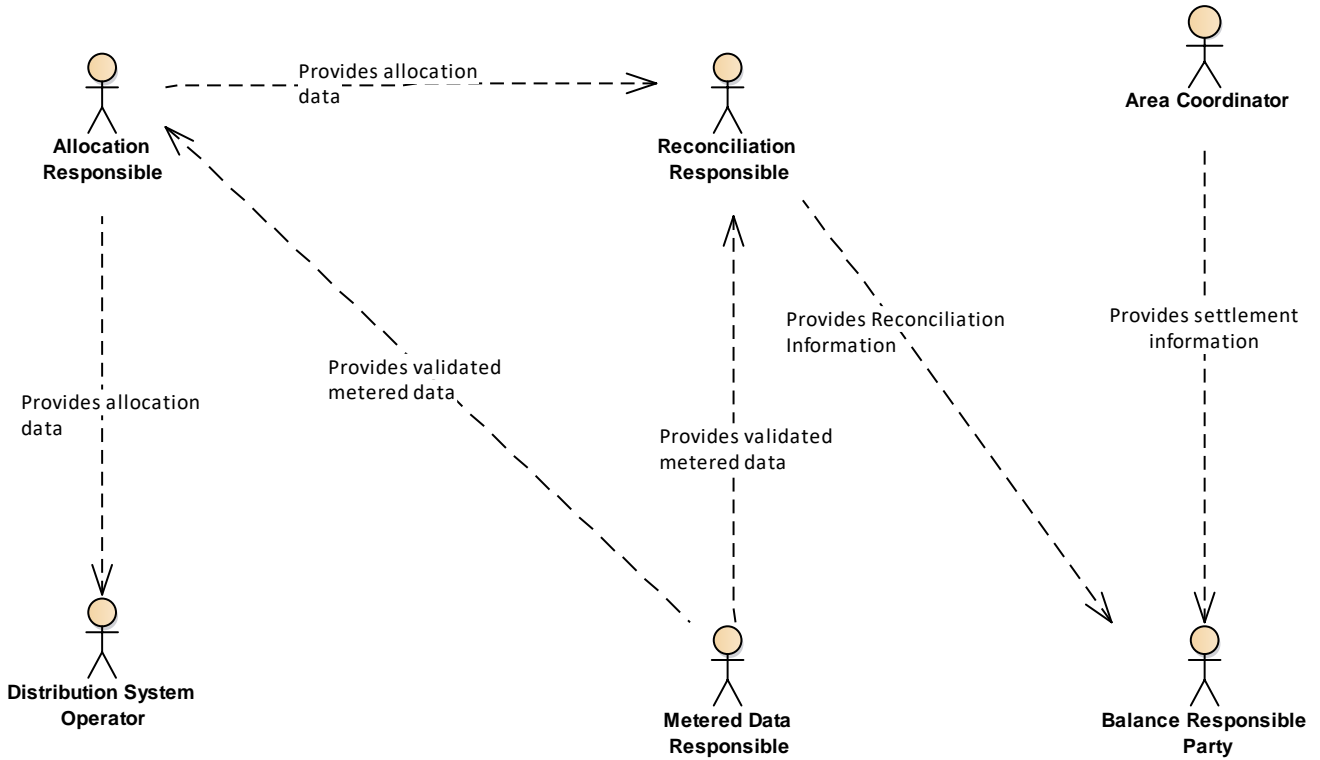 Provides allocation
data
Area Coordinator
Allocation
Responsible
Reconciliation
Responsible
Provides Reconciliation
Information
Provides settlement
information
Provides validated
metered data
Provides allocation
data
Provides validated
metered data
Distribution System
Operator
Metered Data
Responsible
Balance Responsible
Party